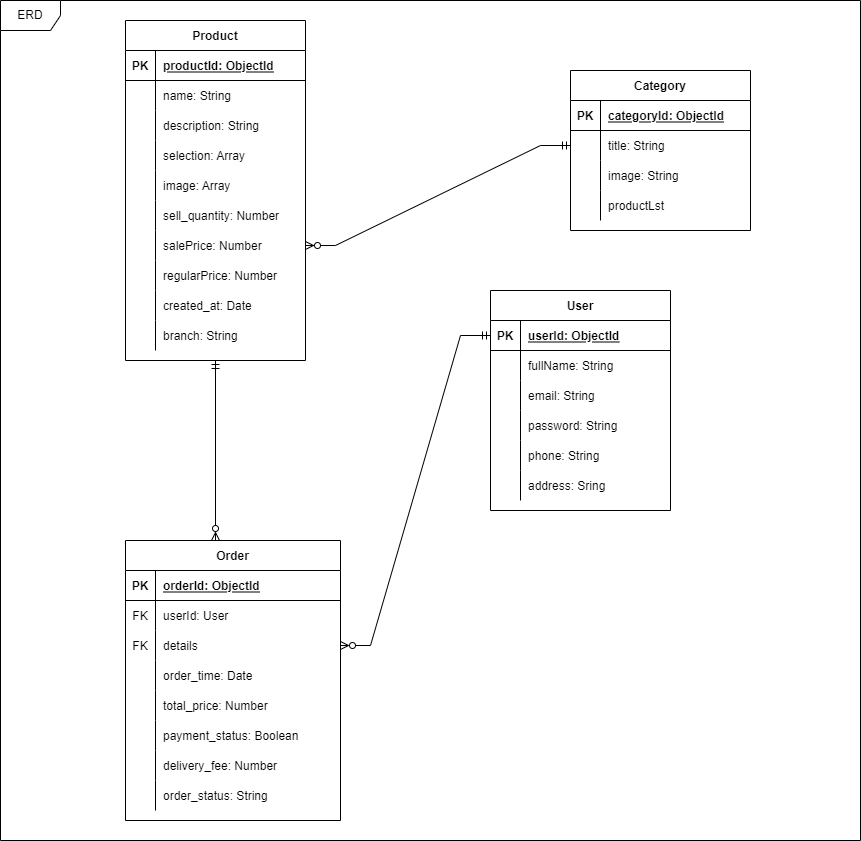 ERD
Product
PK productId: ObjectId
name: String
description: String
selection: Array
image: Array
sell_quantity: Number
salePrice: Number
regularPrice: Number
created_at: Date
branch: String
Category
PK categoryId: ObjectId
title: String
image: String
productLst
User
PK userId: ObjectId
fullName: String
email: String
password: String
phone: String
address: Sring
Order
PK orderId: ObjectId
FK userId: User
FK details
order_time: Date
total_price: Number
payment_status: Boolean
delivery_fee: Number
order_status: String